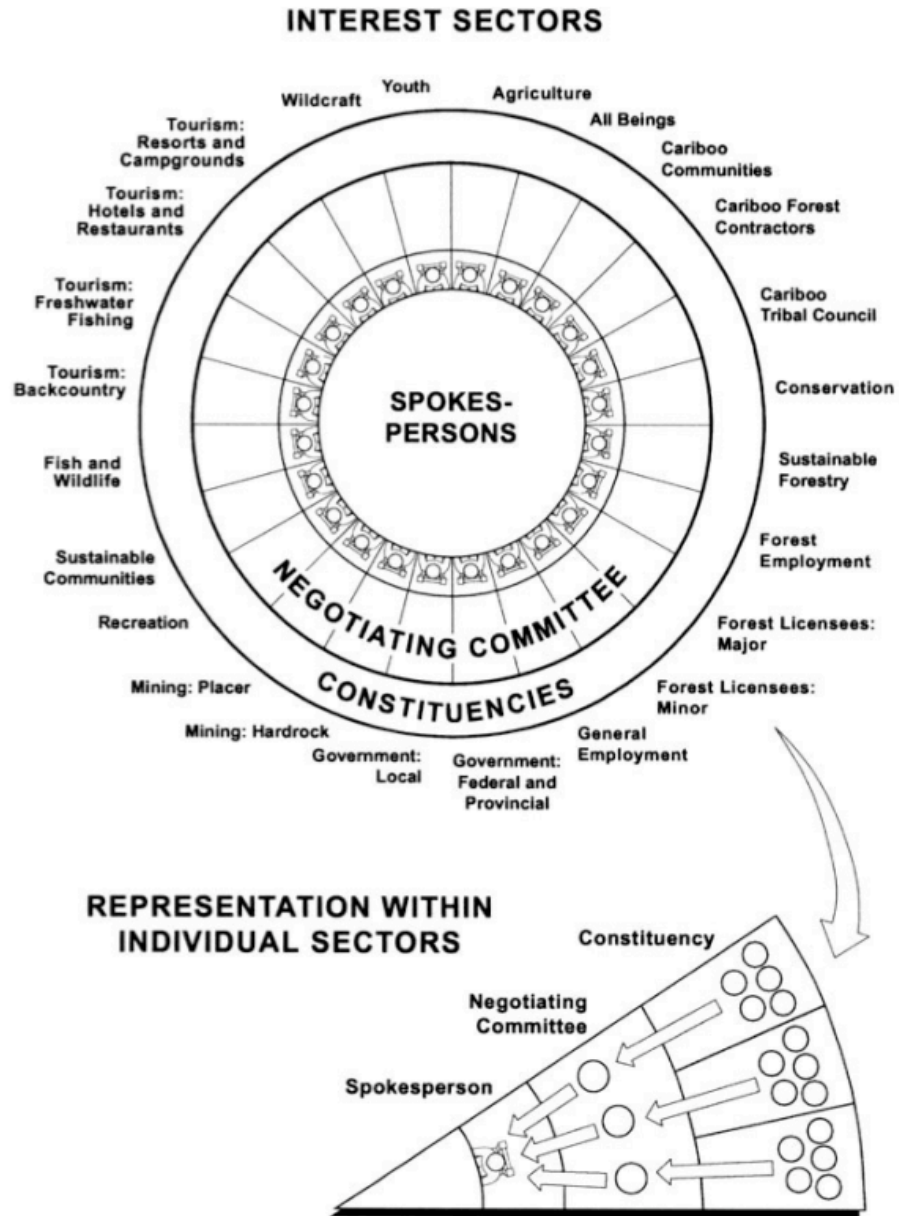 INTEREST SECTORS
Youth
Agriculture
Wildcraft
All Beings
Tourism:
Resorts and
Campgrounds
Cariboo
Communities
Tourism:
Hotels and
Restaurants
Cariboo Forest
Contractors
Tourism:
Freshwater
Fishing
Cariboo
Tribal Council
Tourism:
Backcountry
Conservation
SPOKES-
PERSONS
Fish and
Wildlife
Sustainable
Forestry
Sustainable
Communities
Forest
Employment
NEGOTIATING COMMITTEE
Recreation
Forest Licensees:
Major
CONSTITUENCIES
Mining: Placer
Forest Licensees:
Minor
Mining: Hardrock
General
Employment
Government:
Local
Government:
Federal and
Provincial
REPRESENTATION WITHIN
INDIVIDUAL SECTORS
Constituency
Negotiating
Committee
Spokesperson